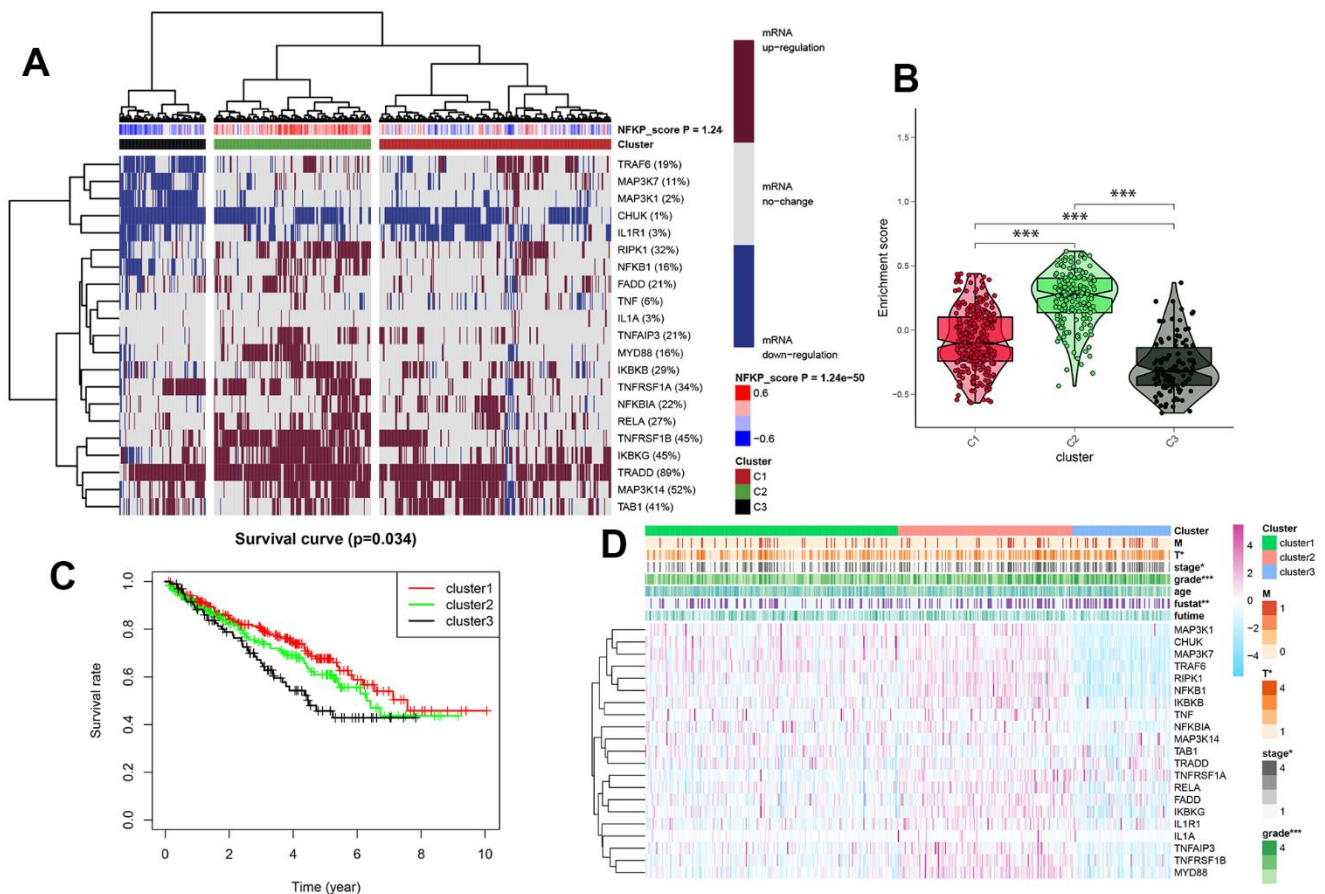 A
mRNA
up−regulation
NFKP_score P = 1.24
Cluster
TRAF6 (19%)
MAP3K7 (11%)
MAP3K1 (2%)
CHUK (1%)
IL1R1 (3%)
RIPK1 (32%)
NFKB1 (16%)
FADD (21%)
TNF (6%)
IL1A (3%)
TNFAIP3 (21%)
MYD88 (16%)
IKBKB (29%)
TNFRSF1A (34%)
NFKBIA (22%)
RELA (27%)
TNFRSF1B (45%)
IKBKG (45%)
TRADD (89%)
MAP3K14 (52%)
TAB1 (41%)
mRNA
no−change
mRNA
down−regulation
NFKP_score P = 1.24e−50
0.6
−0.6
Cluster
C1
C2
C3
B
Enrichment score
1.5
1.0
0.5
0.0
−0.5
***
***
***
C1
C2
C3
cluster
C
Survival curve (p=0.034)
cluster1
cluster2
cluster3
Survival rate
1.0
0.8
0.6
0.4
0.2
0.0
0 2 4 6 8 10
Time (year)
D
Cluster
M
T*
stage*
grade***
age
fustat**
futime
MAP3K1
CHUK
MAP3K7
TRAF6
RIPK1
NFKB1
IKBKB
TNF
NFKBIA
MAP3K14
TAB1
TRADD
TNFRSF1A
RELA
FADD
IKBKG
IL1R1
IL1A
TNFAIP3
TNFRSF1B
MYD88
4
2
0
−2
−4
Cluster
cluster1
cluster2
cluster3
M
1
0
T*
4
1
stage*
4
1
grade***
4